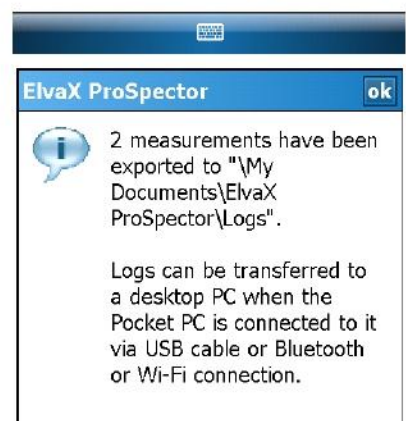 ElvaX ProSpector ok
2 measurements have been
exported to "\My
Documents\ElvaX
ProSpector\Logs".
Logs can be transferred to
a desktop PC when the
Pocket PC is connected to it
via USB cable or Bluetooth
or Wi-Fi connection.